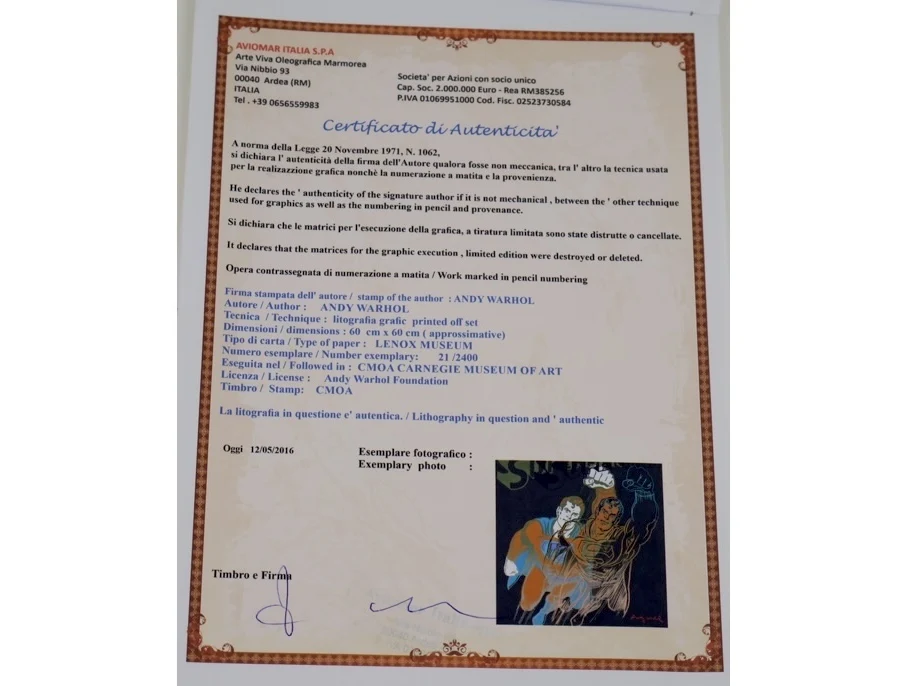 AVIOMAR ITALIA S.P.A
Arte Viva Oleografica Marmorea
Via Nibbio 93
00040 Ardea (RM)
ITALIA
Tel . +39 0656559983
Societa' per Azioni con socio unico
Cap. Soc. 2.000.000 Euro - Rea RM385256
P.IVA 01069951000 Cod. Fisc. 02523730584
Certificato di Autenticita'
A norma della Legge 20 Novembre 1971, N. 1062,
si dichiara l' autenticità della firma dell'Autore qualora fosse non meccanica, tra l' altro la tecnica usata
per la realizazzione grafica nonchè la numerazione a matita e la provenienza.
He declares the ' authenticity of the signature author if it is not mechanical , between the ' other technique
used for graphics as well as the numbering in pencil and provenance.
Si dichiara che le matrici per l'esecuzione della grafica, a tiratura limitata sono state distrutte o cancellate.
It declares that the matrices for the graphic execution , limited edition were destroyed or deleted.
Opera contrassegnata di numerazione a matita / Work marked in pencil numbering
Firma stampata dell' autore / stamp of the author : ANDY WARHOL
Autore / Author : ANDY WARHOL
Tecnica / Technique : litografia grafic printed off set
Dimensioni / dimensions : 60 cm x 60 cm ( approssimative)
Tipo di carta / Type of paper : LENOX MUSEUM
Numero esemplare / Number exemplary: 21 /2400
Eseguita nel / Followed in : CMOA CARNEGIE MUSEUM OF ART
Licenza / License : Andy Warhol Foundation
Timbro / Stamp: CMOA
La litografia in questione e' autentica. / Lithography in question and ' authentic
Oggi 12/05/2016
Esemplare fotografico :
Exemplary photo :
Timbro e Firma